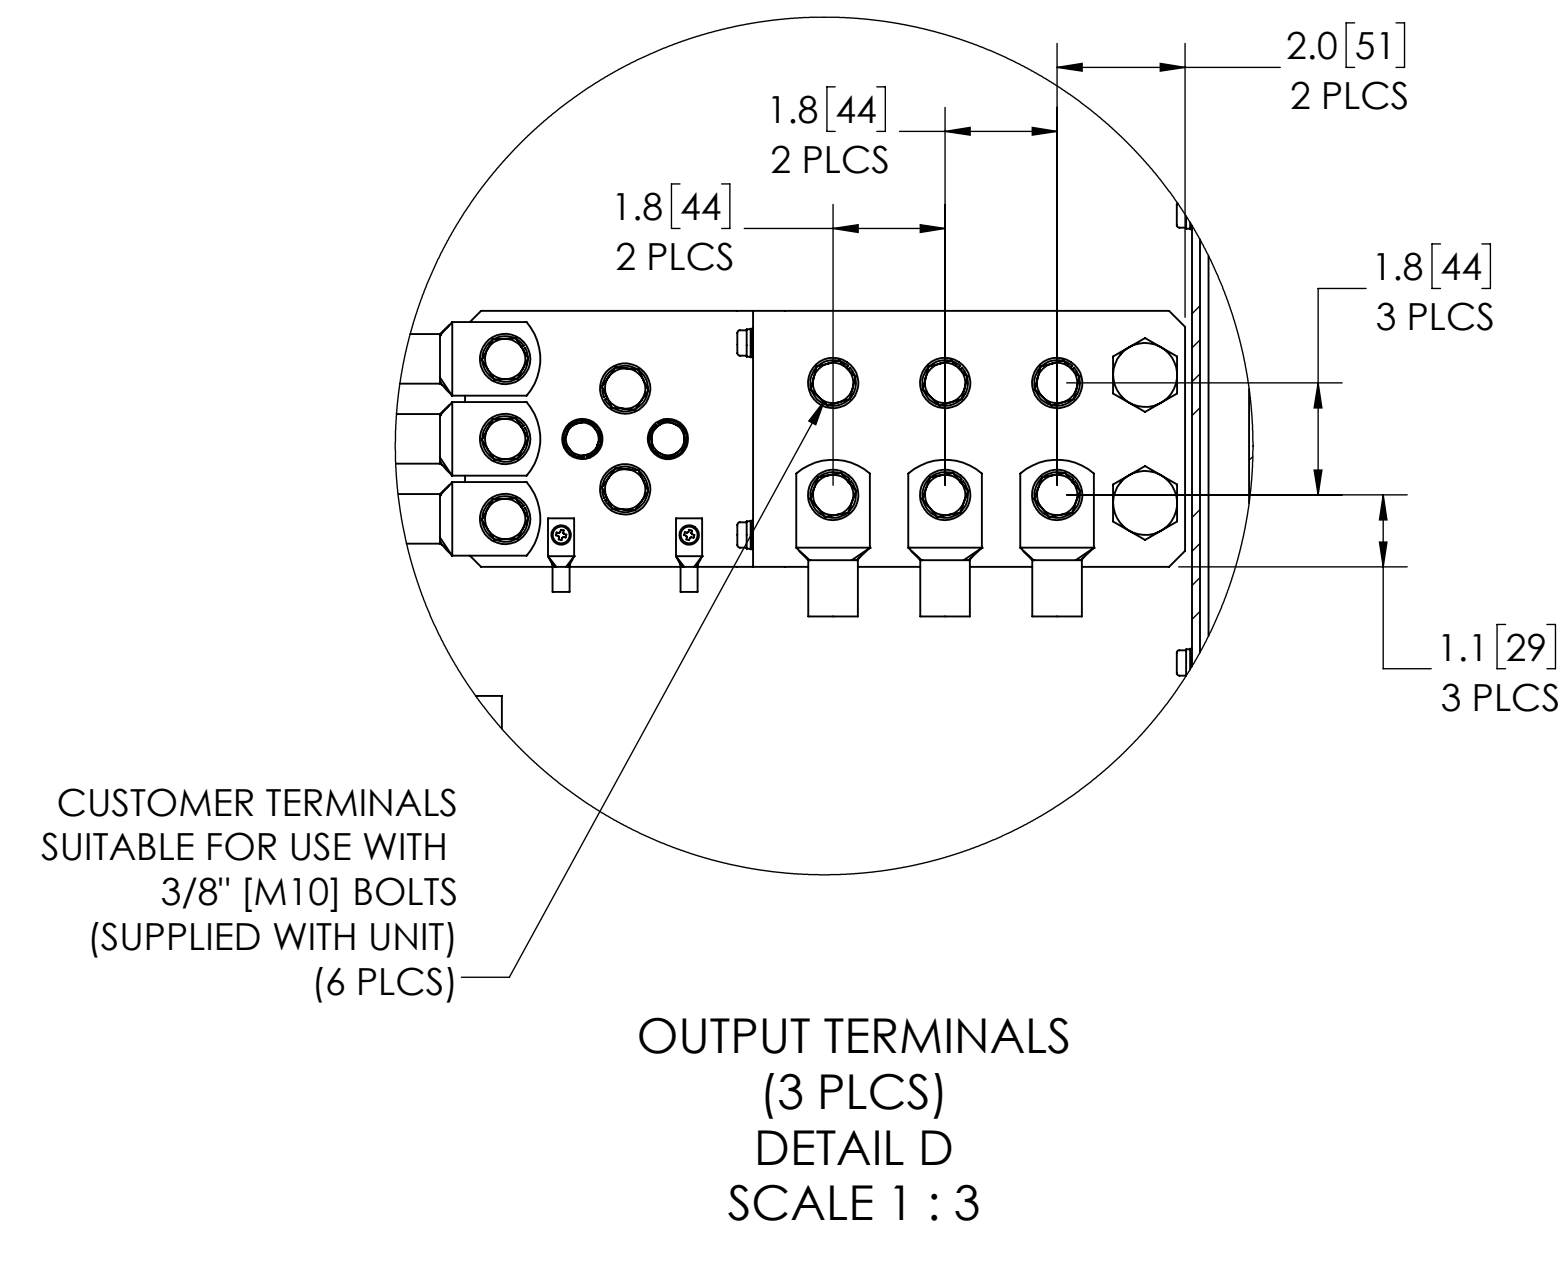 2.0[51]
2 PLCS
1.8[44]
2 PLCS
1.8[44]
2 PLCS
1.8[44]
3 PLCS
1.1[29]
3 PLCS
CUSTOMER TERMINALS
SUITABLE FOR USE WITH
3/8" [M10] BOLTS
(SUPPLIED WITH UNIT)
(6 PLCS)
OUTPUT TERMINALS
(3 PLCS)
DETAIL D
SCALE 1 : 3